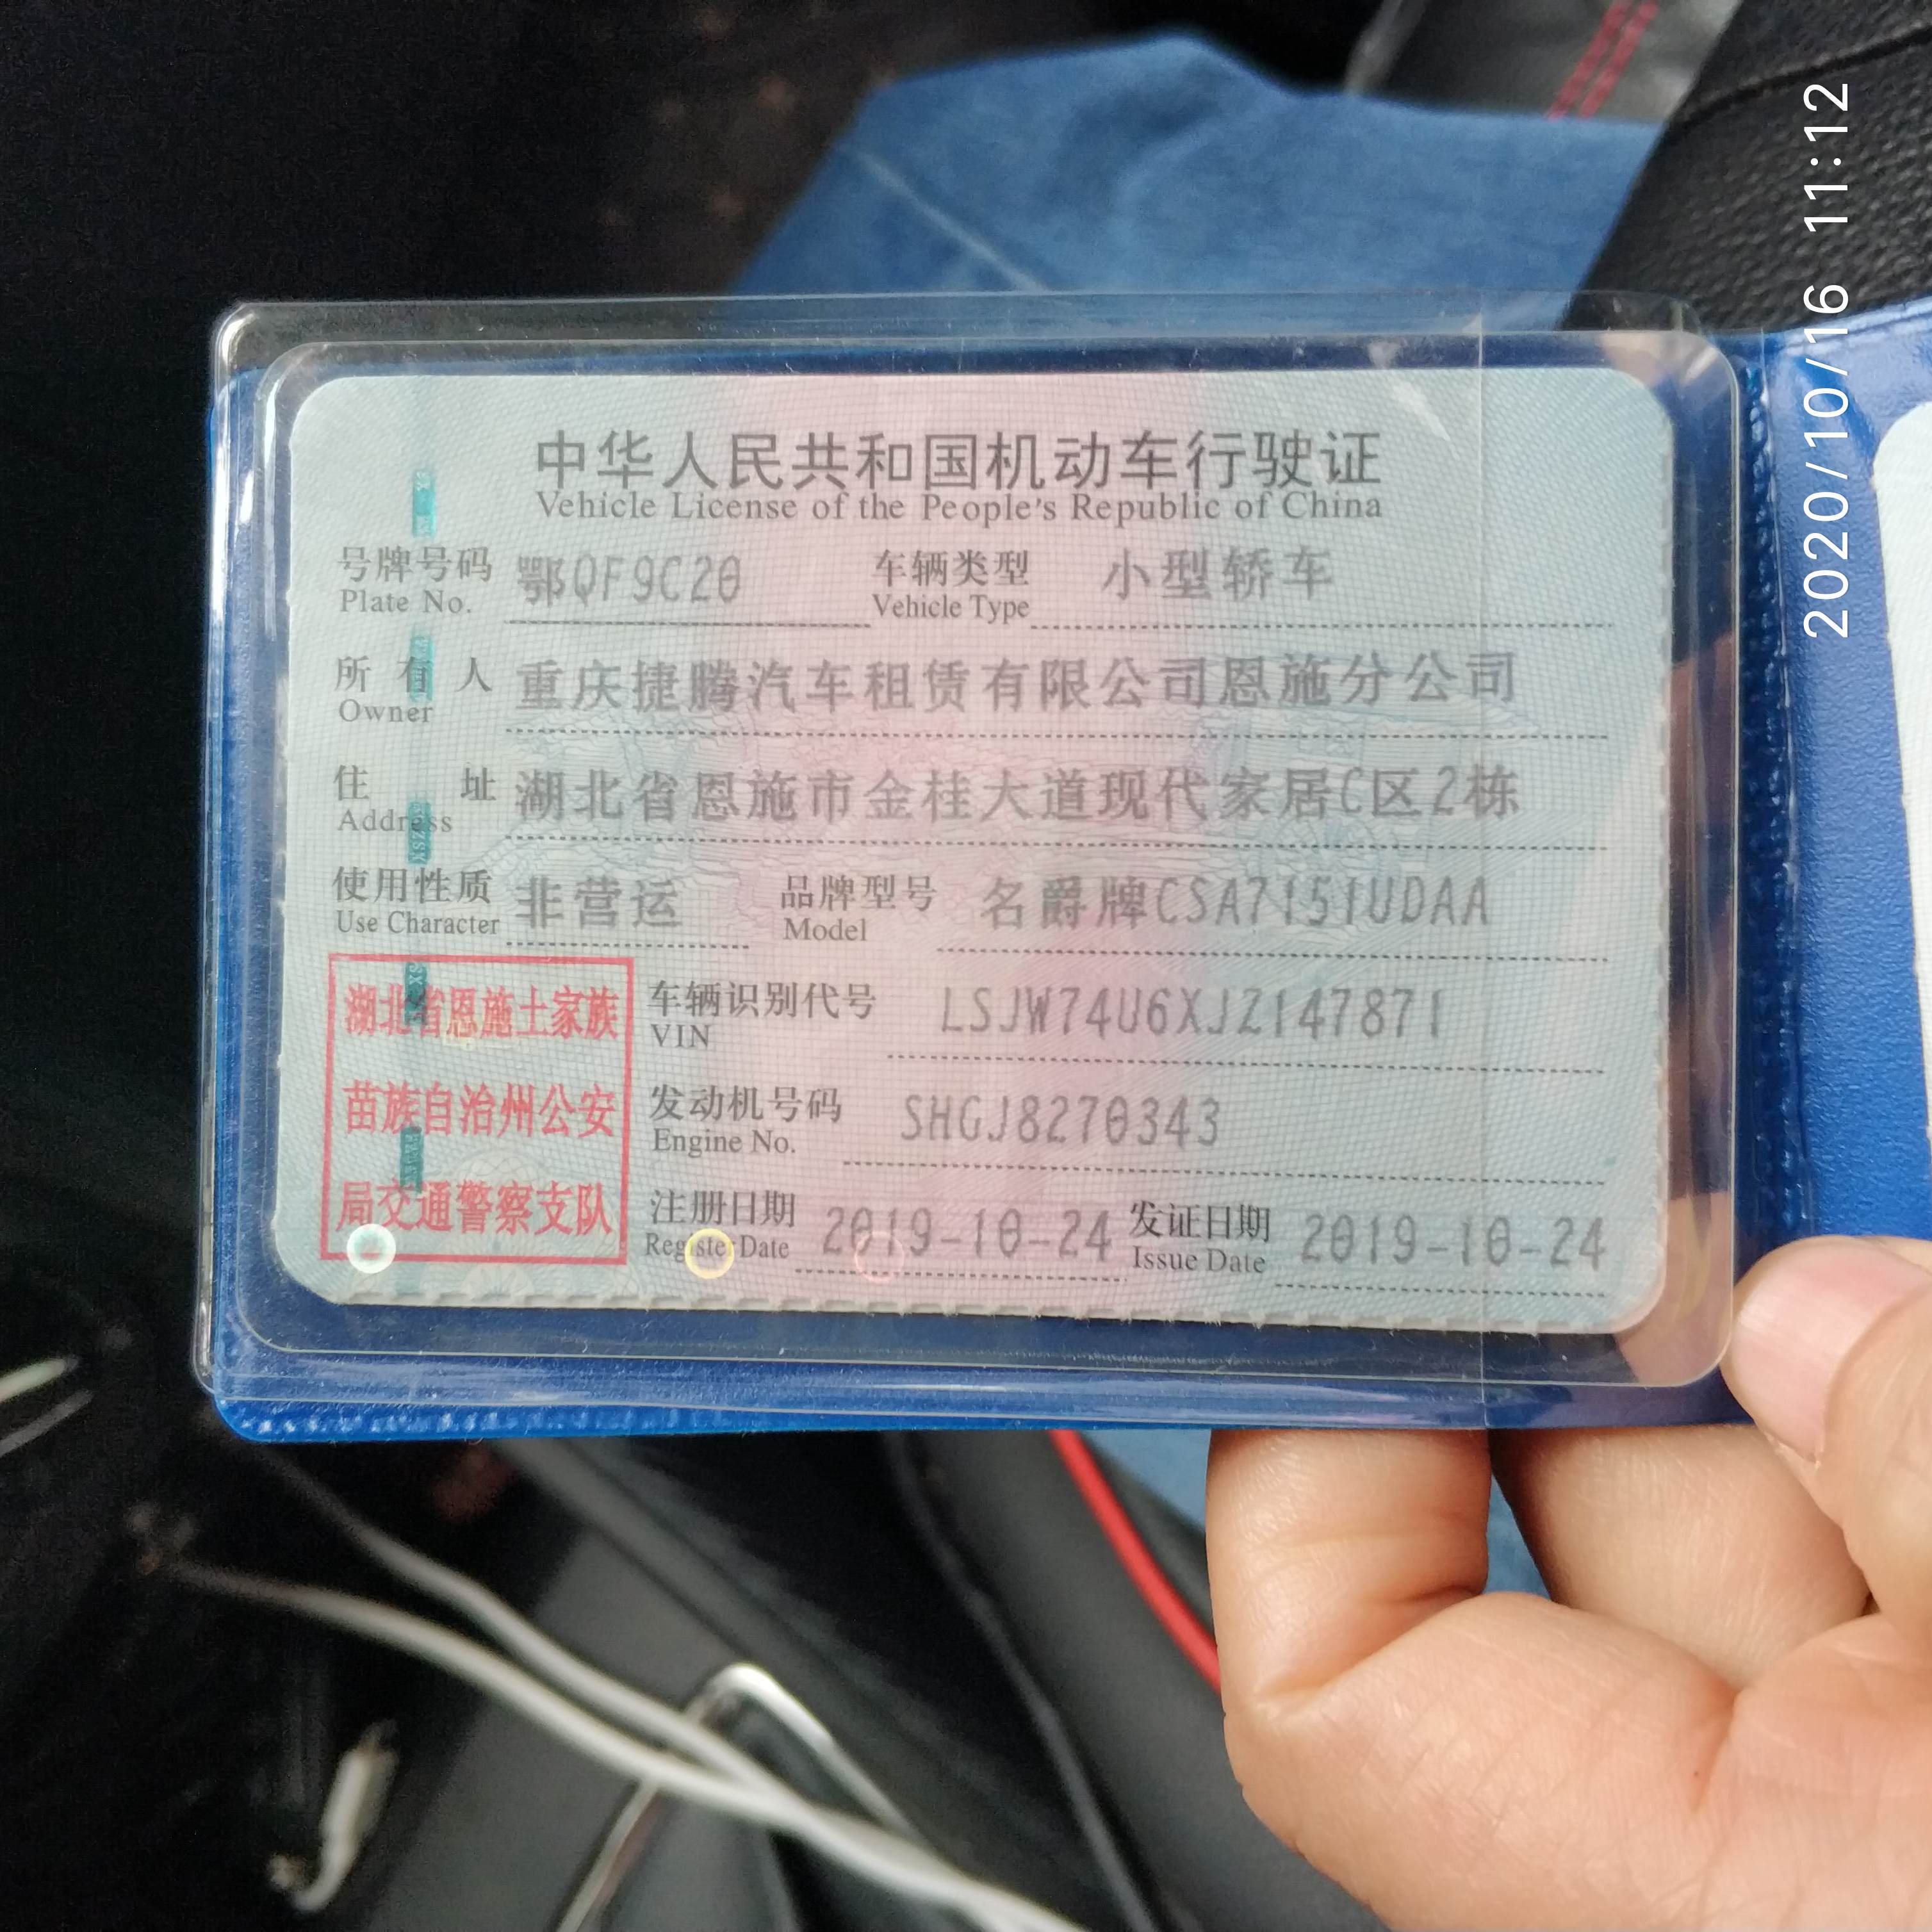 中华人民共和国机动车行驶证
Vehicle License of the People's Republic of China
号牌号码 鄂QF9C20 车辆类型 小型轿车
Plate No. Vehicle Type
所有人 重庆捷腾汽车租赁有限公司恩施分公司
Owner
住址 湖北省恩施市金桂大道现代家居C区2栋
Address
使用性质 非营运 品牌型号 名爵牌CSA7151UDAA
Use Character Model
湖北省恩施土家族
苗族自治州公安
局交通警察支队
车辆识别代号 LSJW74U6XJZ147871
VIN
发动机号码 SHGJ8270343
Engine No.
注册日期 2019-10-24 发证日期 2019-10-24
Register Date Issue Date
2020/10/16 11:12